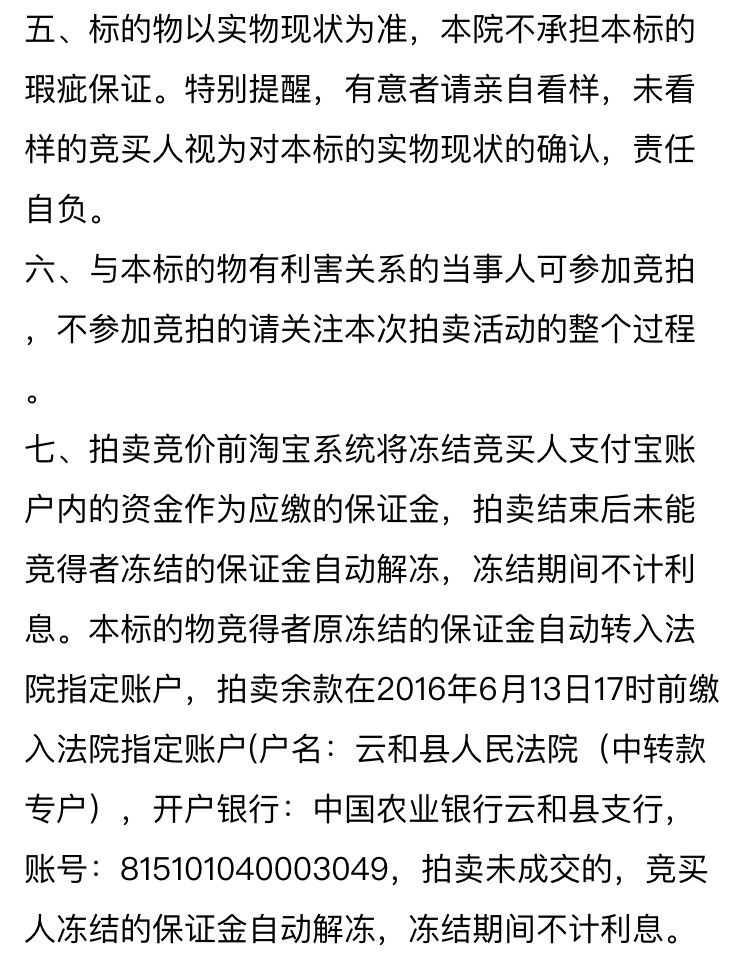 五、标的物以实物现状为准，本院不承担本标的
瑕疵保证。特别提醒，有意者请亲自看样，未看
样的竞买人视为对本标的实物现状的确认，责任
自负。
六、与本标的物有利害关系的当事人可参加竞拍
，不参加竞拍的请关注本次拍卖活动的整个过程
。
七、拍卖竞价前淘宝系统将冻结竞买人支付宝账
户内的资金作为应缴的保证金，拍卖结束后未能
竞得者冻结的保证金自动解冻，冻结期间不计利
息。本标的物竞得者原冻结的保证金自动转入法
院指定账户，拍卖余款在2016年6月13日17时前缴
入法院指定账户(户名：云和县人民法院（中转款
专户），开户银行：中国农业银行云和县支行，
账号：815101040003049，拍卖未成交的，竞买
人冻结的保证金自动解冻，冻结期间不计利息。